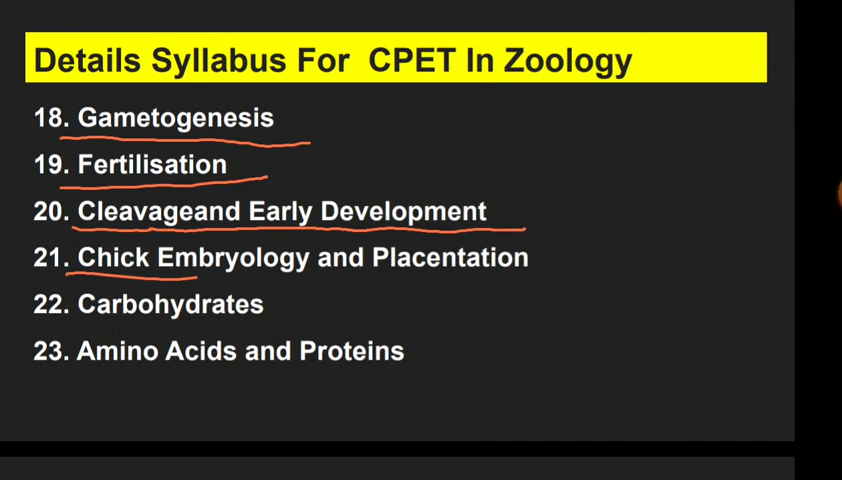 Details Syllabus For CPET In Zoology
18. Gametogenesis
19. Fertilisation
20. Cleavageand Early Development
21. Chick Embryology and Placentation
22. Carbohydrates
23. Amino Acids and Proteins